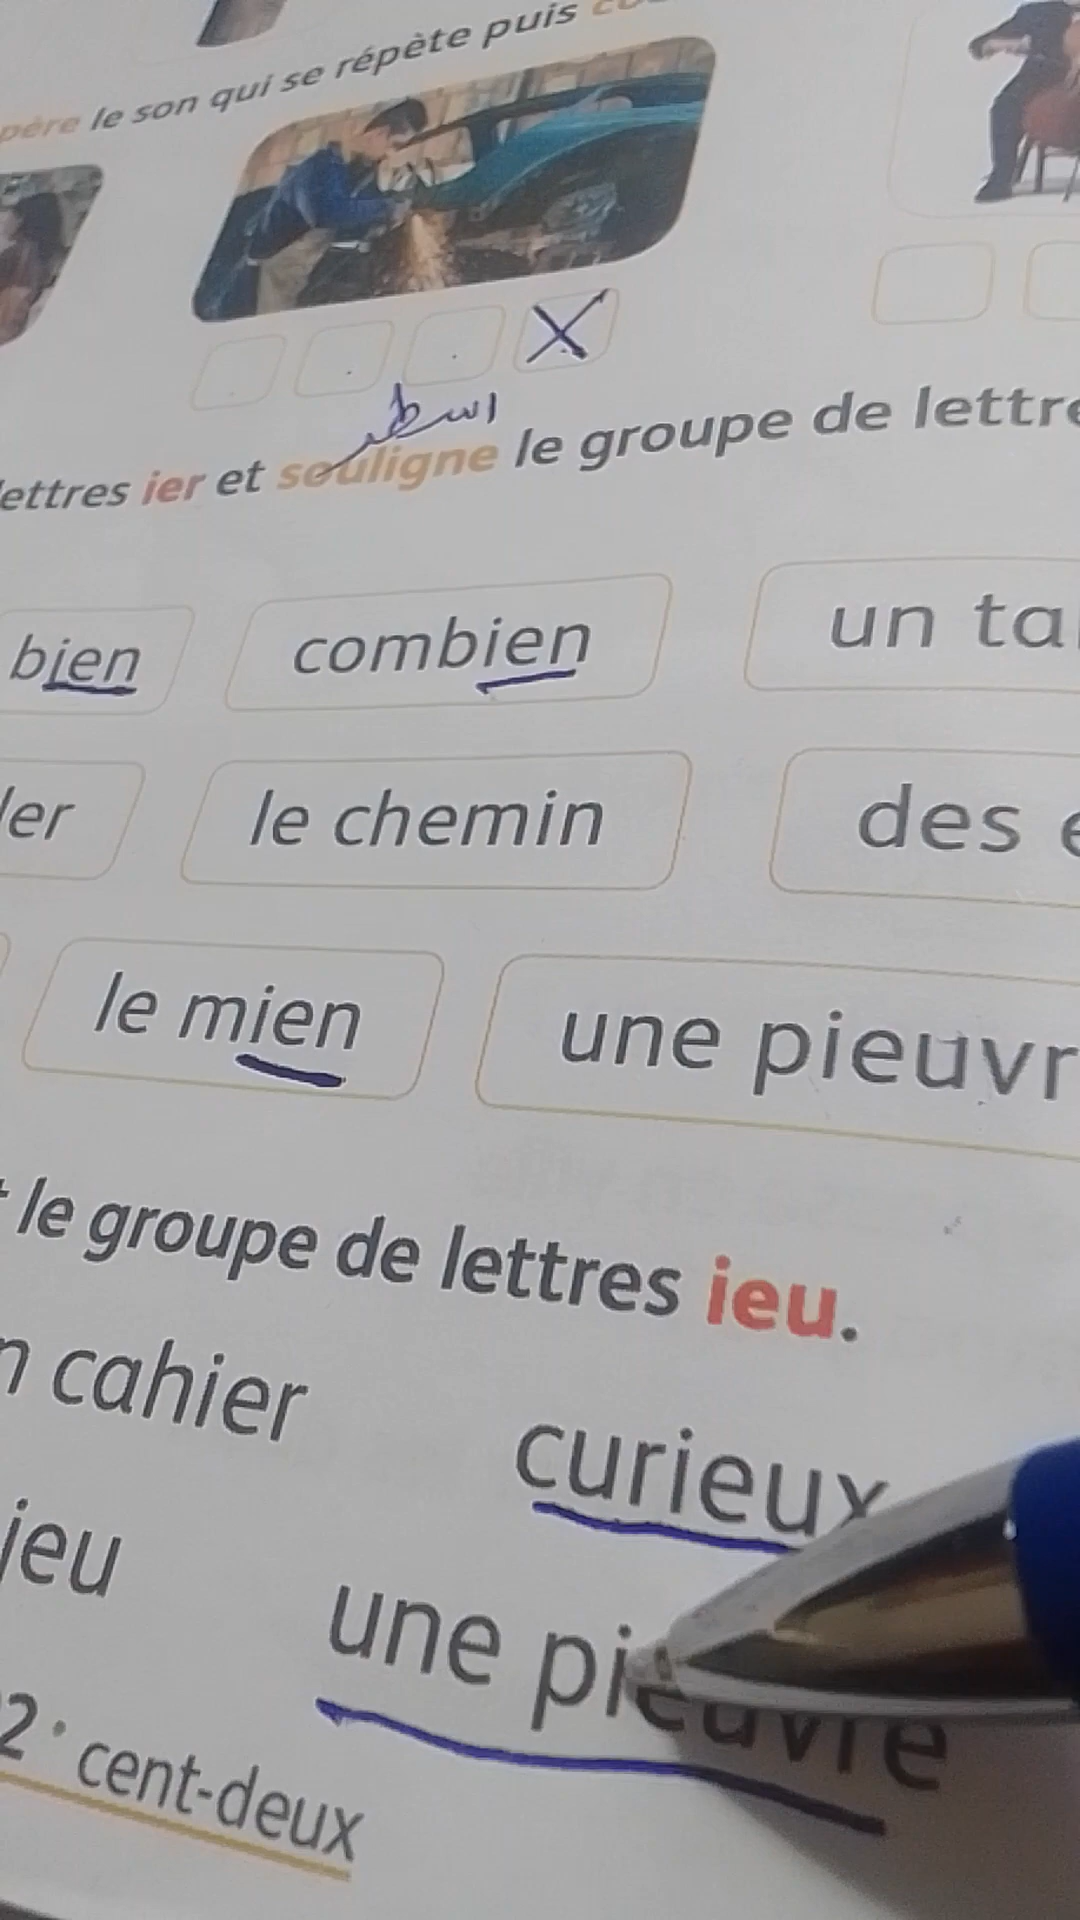 père le son qui se répète puis
اسطر
lettres ier et souligne le groupe de lettre
bien combien un ta
ler le chemin des e
le mien une pieuvr
le groupe de lettres ieu.
n cahier curieux
jeu une pieuvre
2 • cent-deux